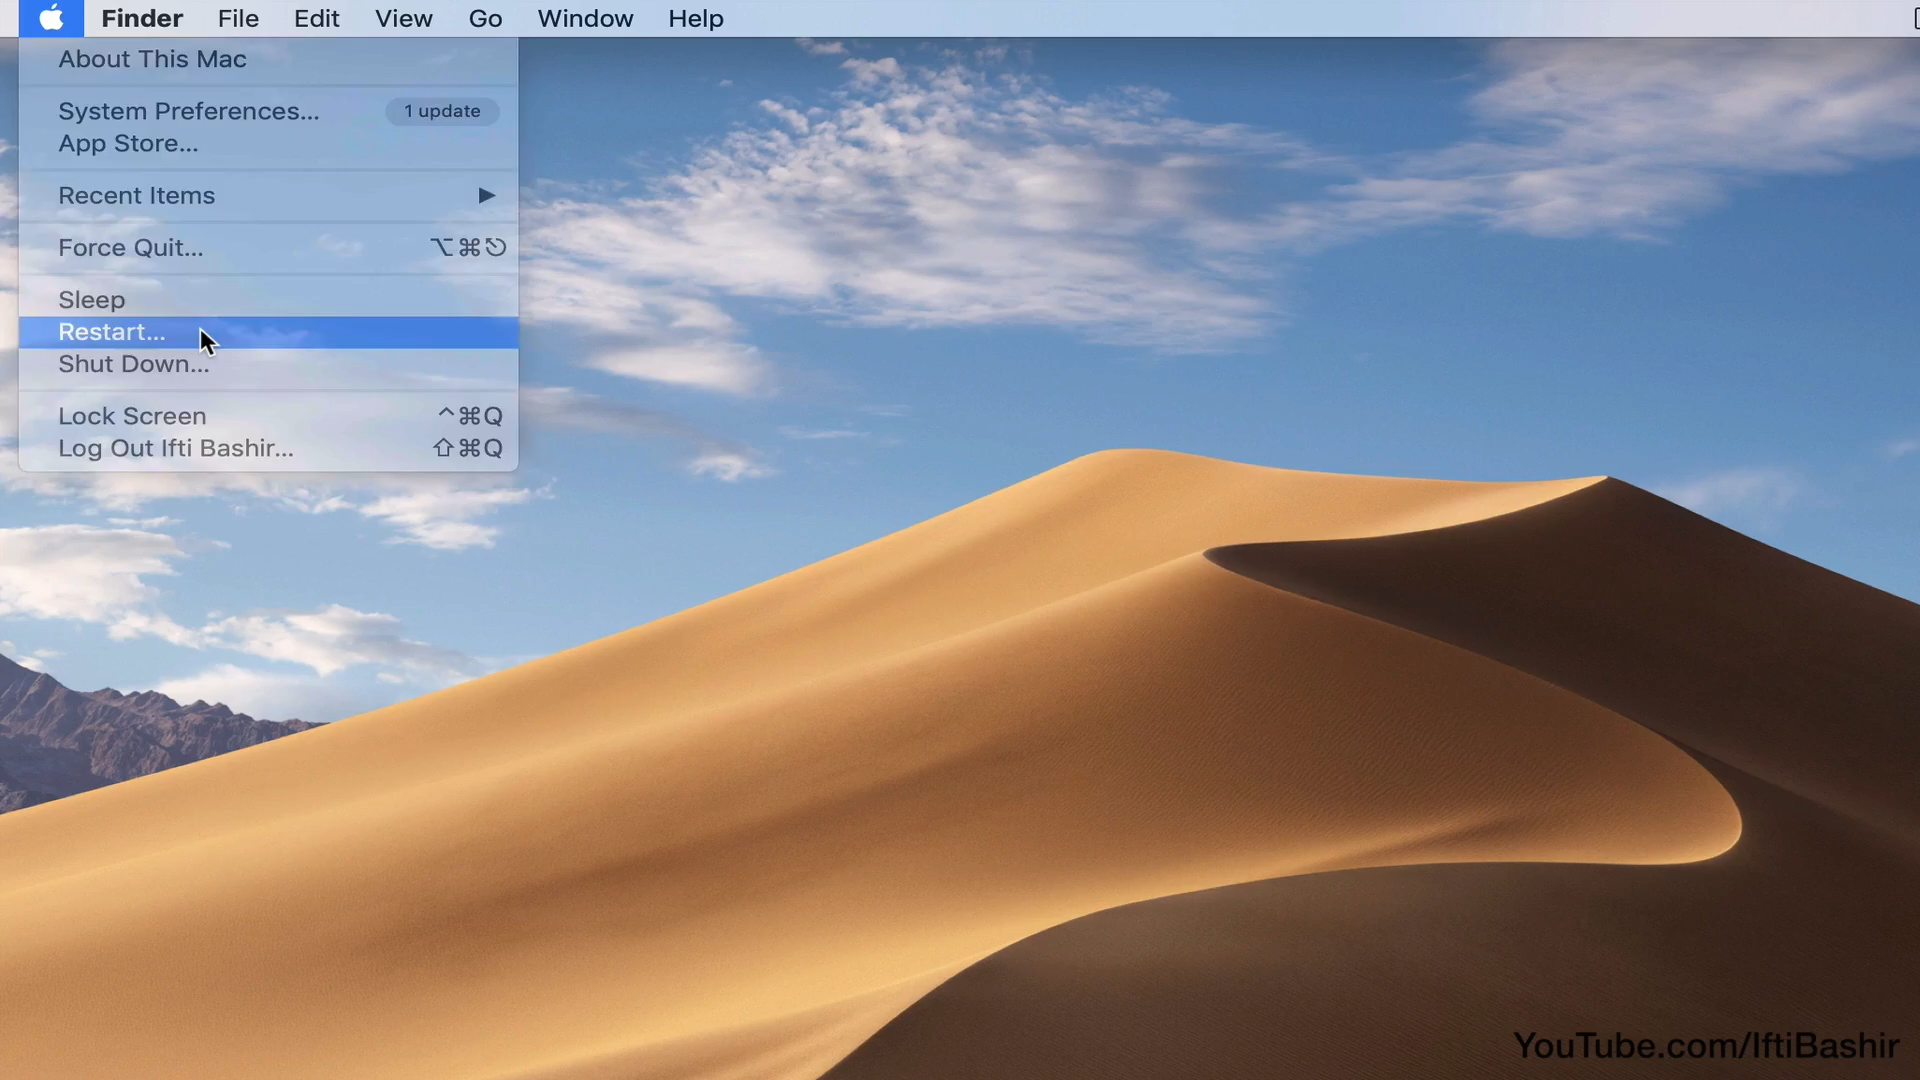 Finder File Edit View Go Window Help
About This Mac
System Preferences... 1 update
App Store...
Recent Items ▶
Force Quit... ⌥⌘⎋
Sleep
Restart...
Shut Down...
Lock Screen ^⌘Q
Log Out Ifti Bashir... ⇧⌘Q
YouTube.com/IftiBashir